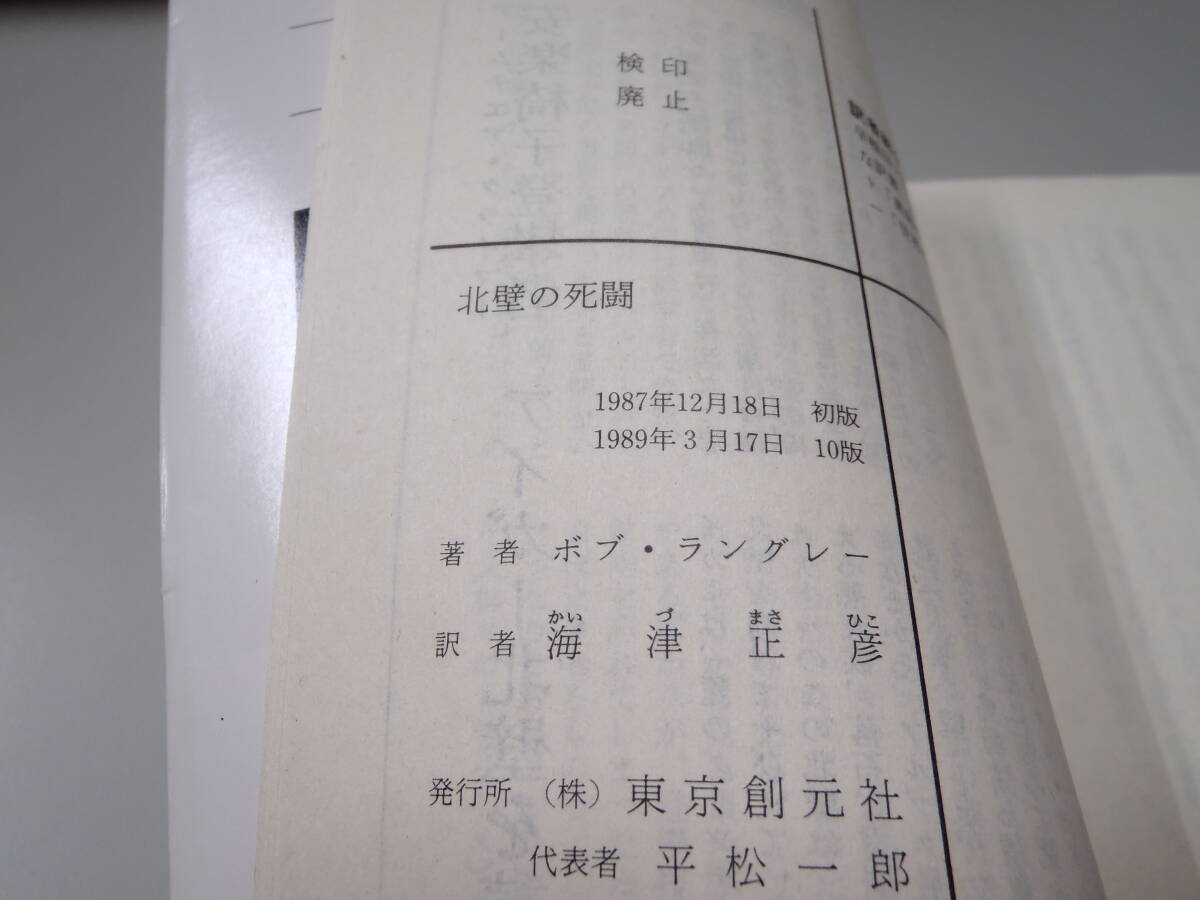 検印
廃止
北壁の死闘
1987年12月18日 初版
1989年3月17日 10版
著者 ボブ・ラングレー
訳者 海津正彦
かい づ まさ ひこ
発行所 (株) 東京創元社
代表者 平松一郎